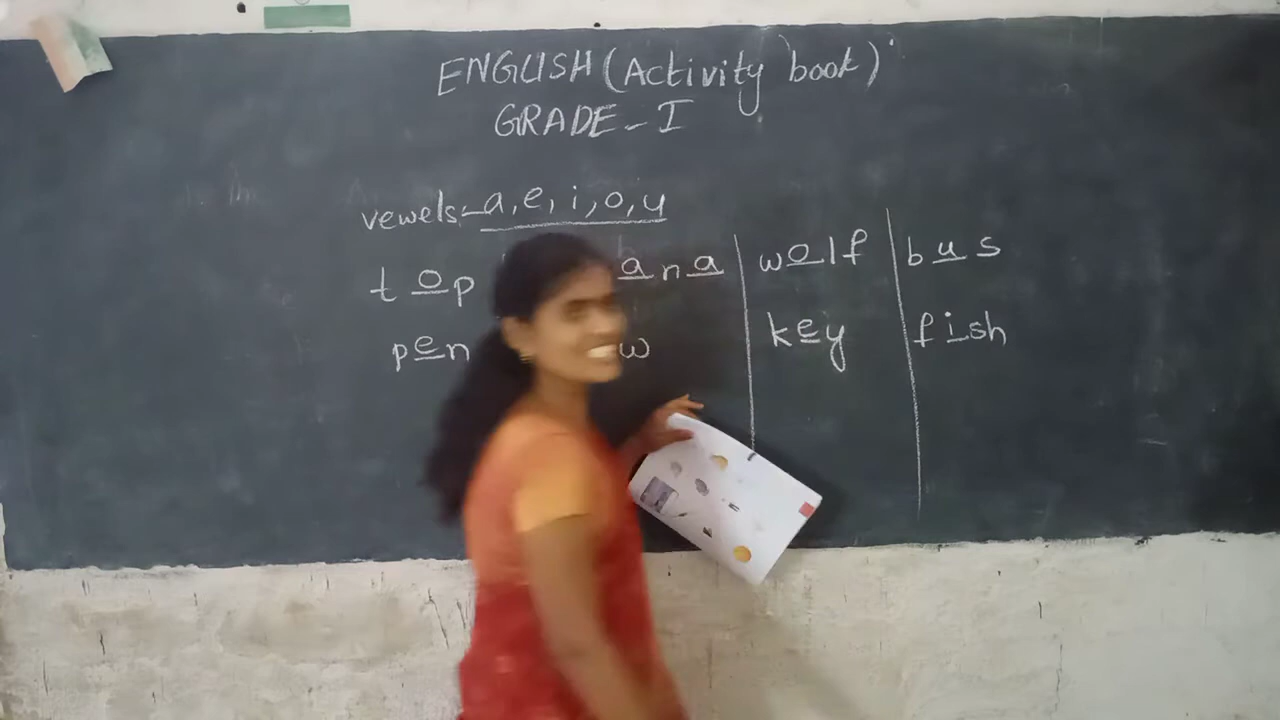 ENGLISH (Activity book)
GRADE - I
vewels:- a, e, i, o, u
top ana wolf bus
pen w key fish